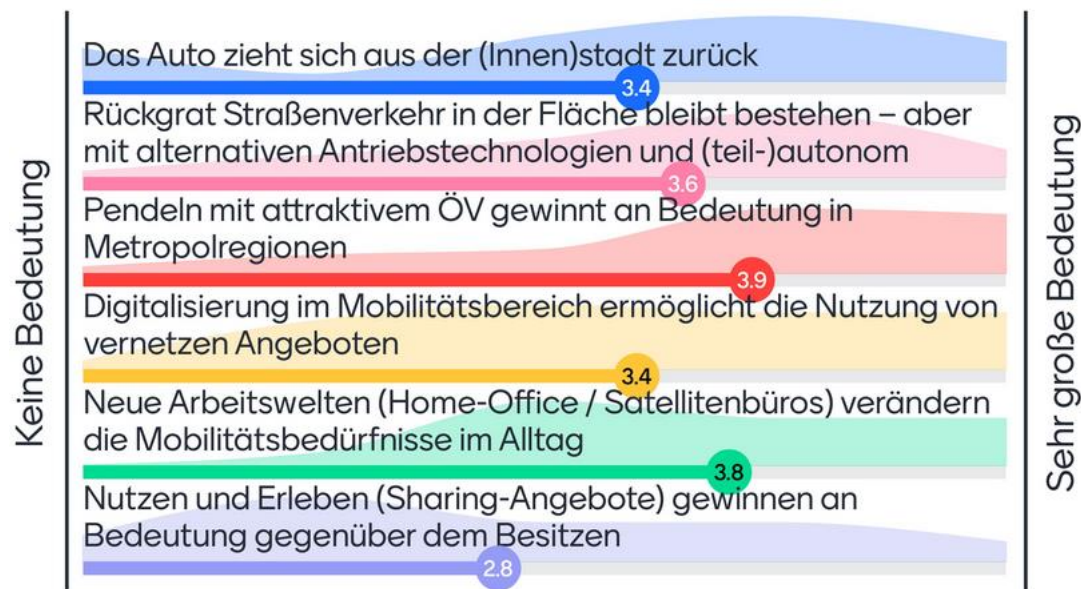 Keine Bedeutung
Das Auto zieht sich aus der (Innen)stadt zurück
3.4
Rückgrat Straßenverkehr in der Fläche bleibt bestehen – aber
mit alternativen Antriebstechnologien und (teil-)autonom
3.6
Pendeln mit attraktivem ÖV gewinnt an Bedeutung in
Metropolregionen
3.9
Digitalisierung im Mobilitätsbereich ermöglicht die Nutzung von
vernetzen Angeboten
3.4
Neue Arbeitswelten (Home-Office / Satellitenbüros) verändern
die Mobilitätsbedürfnisse im Alltag
3.8
Nutzen und Erleben (Sharing-Angebote) gewinnen an
Bedeutung gegenüber dem Besitzen
2.8
Sehr große Bedeutung